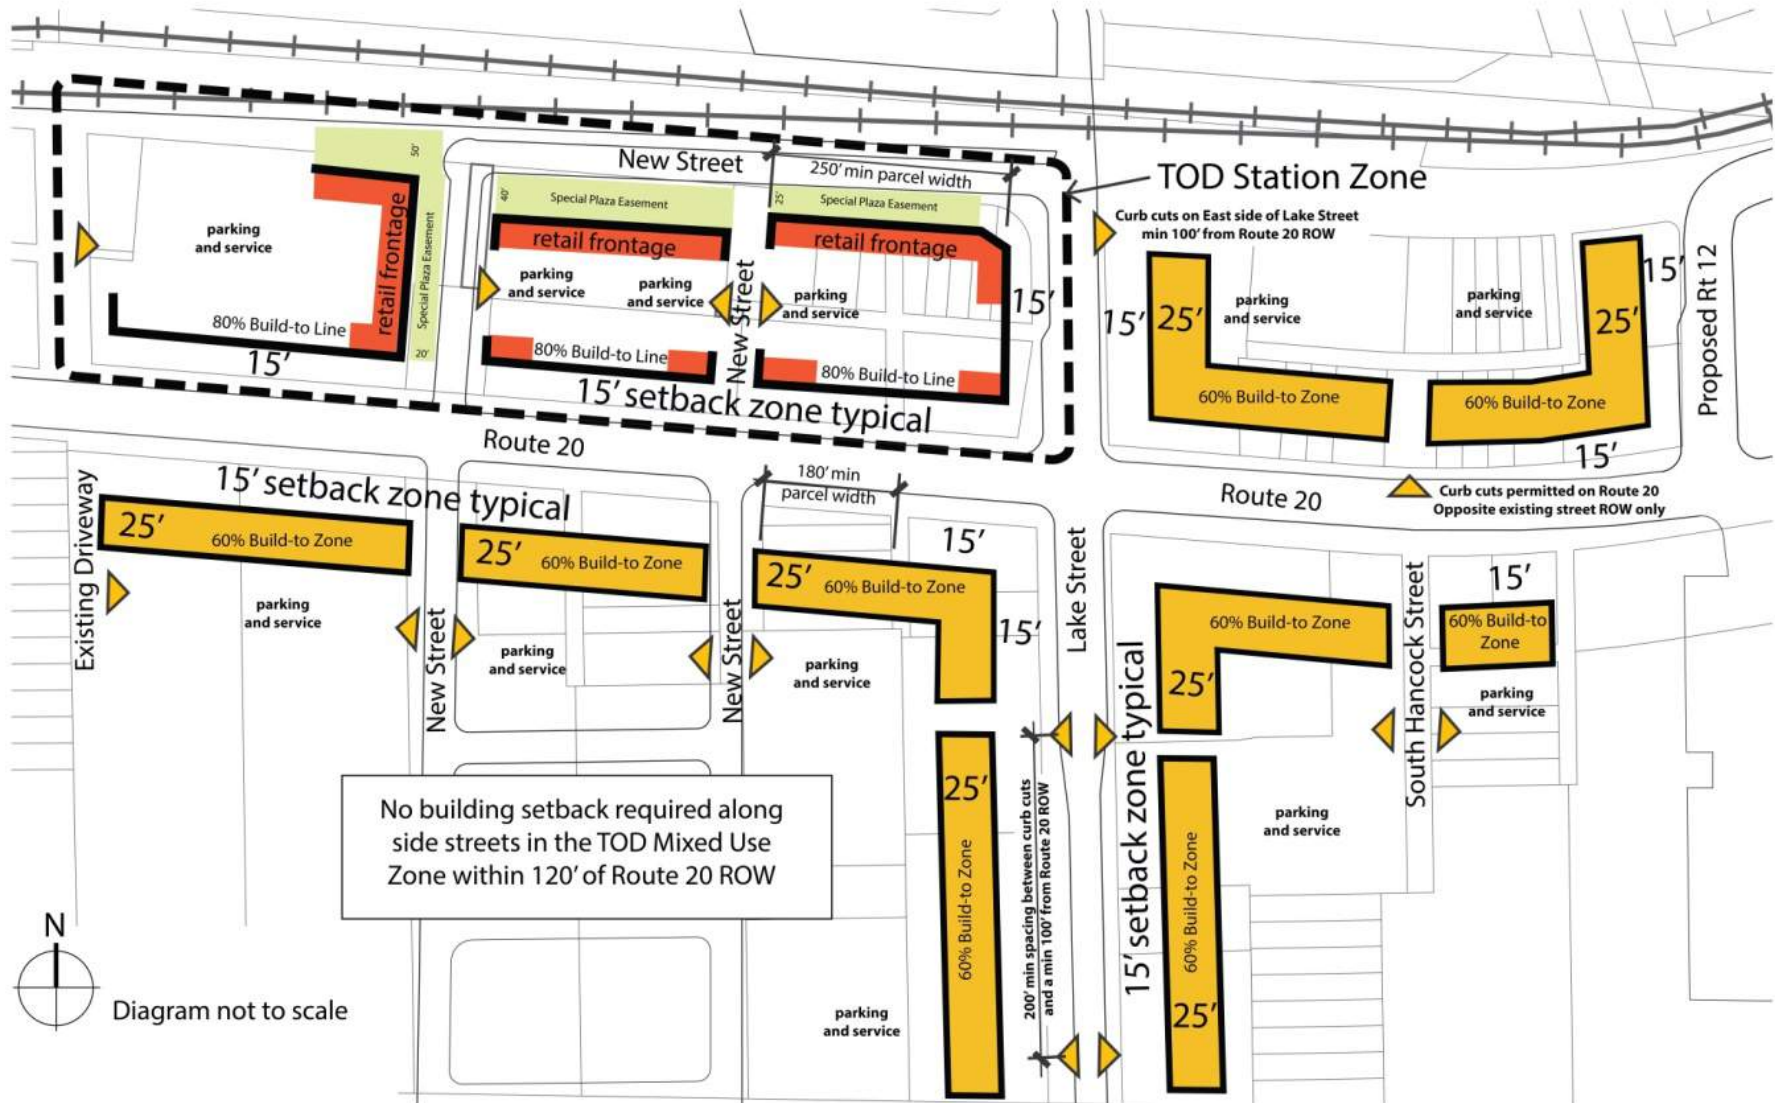 New Street
250' min parcel width
TOD Station Zone
50'
40'
Special Plaza Easement
25'
Special Plaza Easement
Curb cuts on East side of Lake Street
min 100' from Route 20 ROW
parking
and service
retail frontage
Special Plaza Easement
20'
retail frontage
retail frontage
parking
and service
parking
and service
New Street
parking
and service
15'
15'
25'
parking
and service
parking
and service
15'
25'
Proposed Rt 12
80% Build-to Line
15'
80% Build-to Line
80% Build-to Line
15' setback zone typical
60% Build-to Zone
60% Build-to Zone
15'
Route 20
180' min
parcel width
Route 20
Curb cuts permitted on Route 20
Opposite existing street ROW only
15' setback zone typical
Existing Driveway
25'
60% Build-to Zone
25'
60% Build-to Zone
25'
60% Build-to Zone
15'
15'
Lake Street
60% Build-to Zone
25'
South Hancock Street
15'
60% Build-to
Zone
parking
and service
New Street
parking
and service
New Street
parking
and service
parking
and service
15' setback zone typical
25'
60% Build-to Zone
200' min spacing between curb cuts
and a min 100' from Route 20 ROW
60% Build-to Zone
25'
parking
and service
No building setback required along
side streets in the TOD Mixed Use
Zone within 120' of Route 20 ROW
parking
and service
N
Diagram not to scale